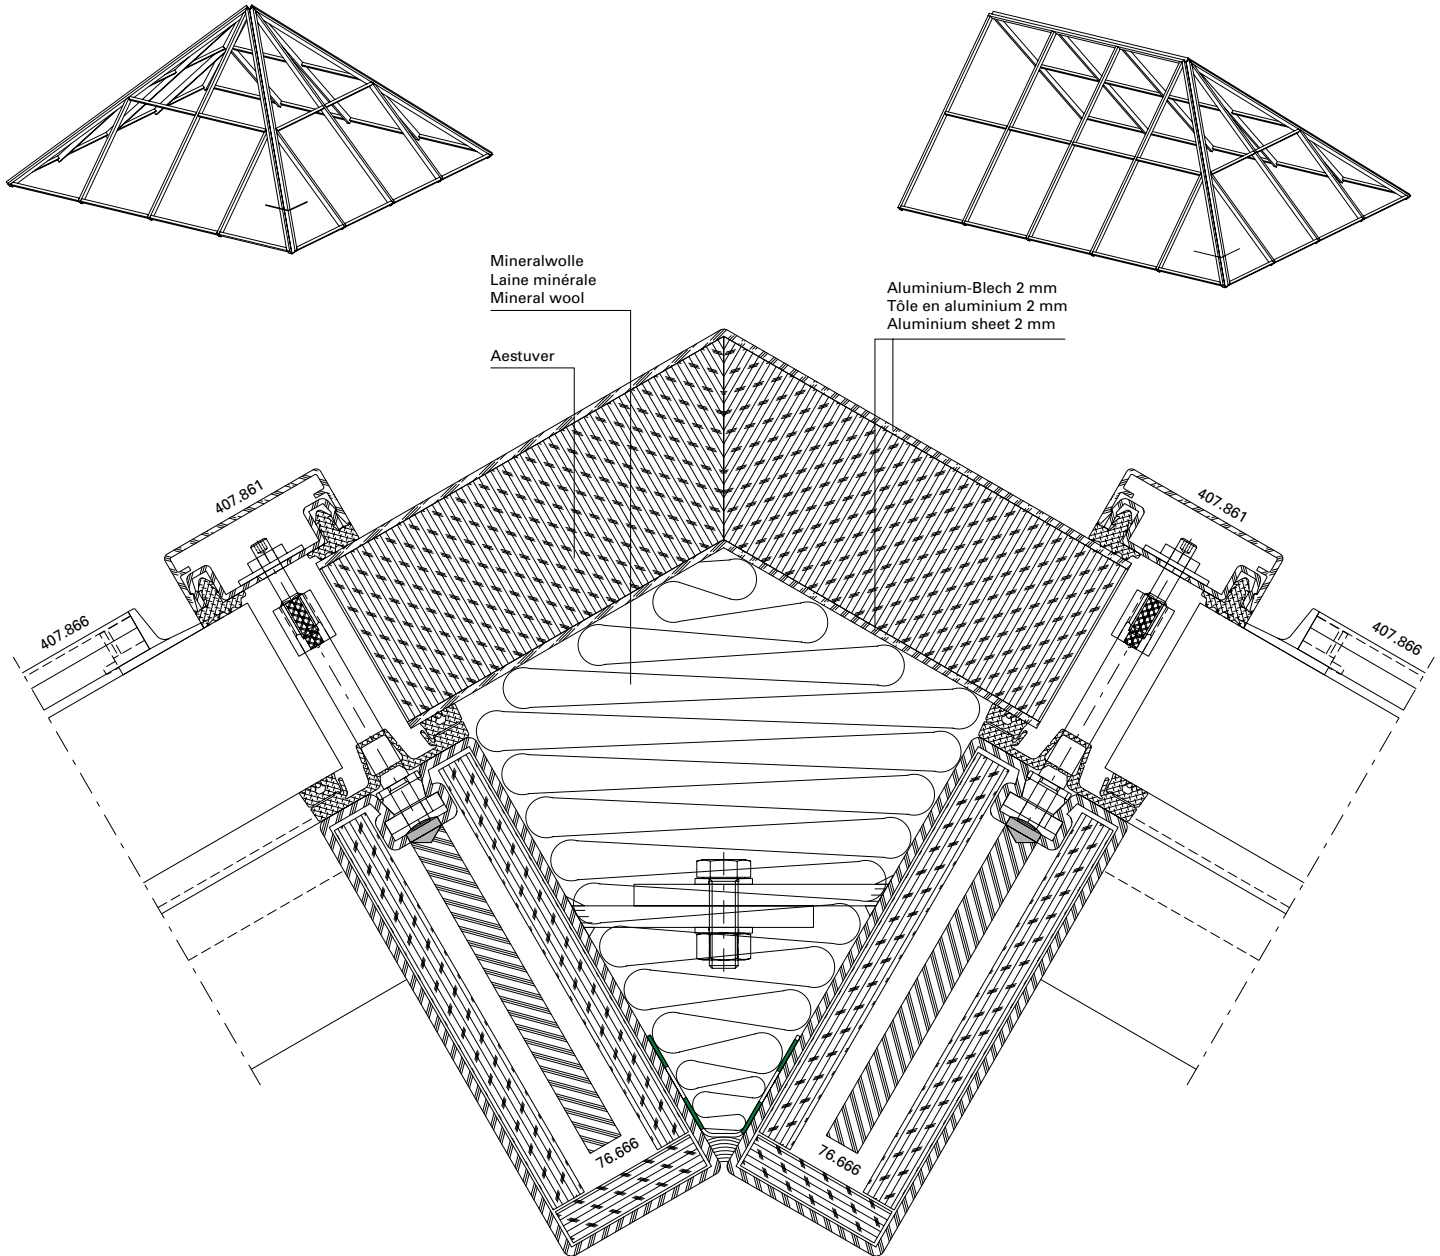 Mineralwolle
Laine minérale
Mineral wool
Aluminium-Blech 2 mm
Tôle en aluminium 2 mm
Aluminium sheet 2 mm
Aestuver
407.861
407.861
407.866
407.866
76.666
76.666